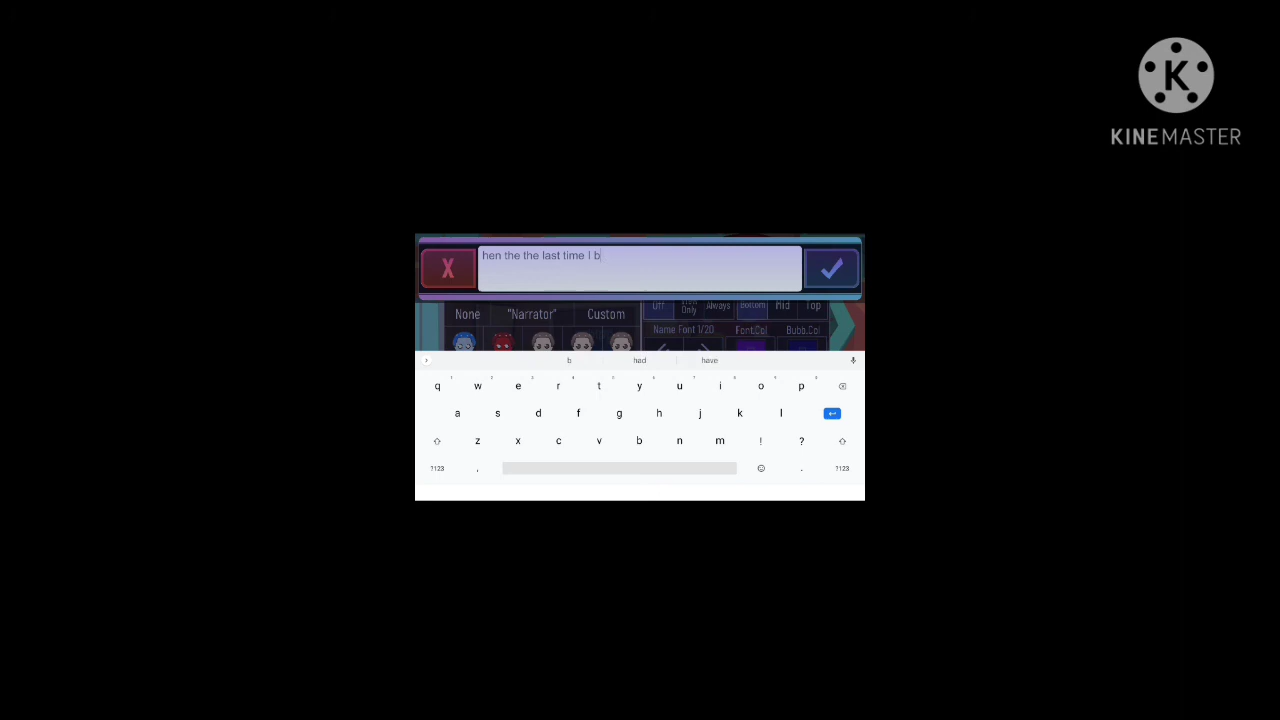 K
KINEMASTER
X
hen the the last time I b
Off
Only
Always
Bottom
Mid
Top
None
"Narrator"
Custom
Name Font 1/20
Font.Col
Bubb.Col
b had have
q w e r t y u i o p
a s d f g h j k l
z x c v b n m ! ?
?123 , . ?123